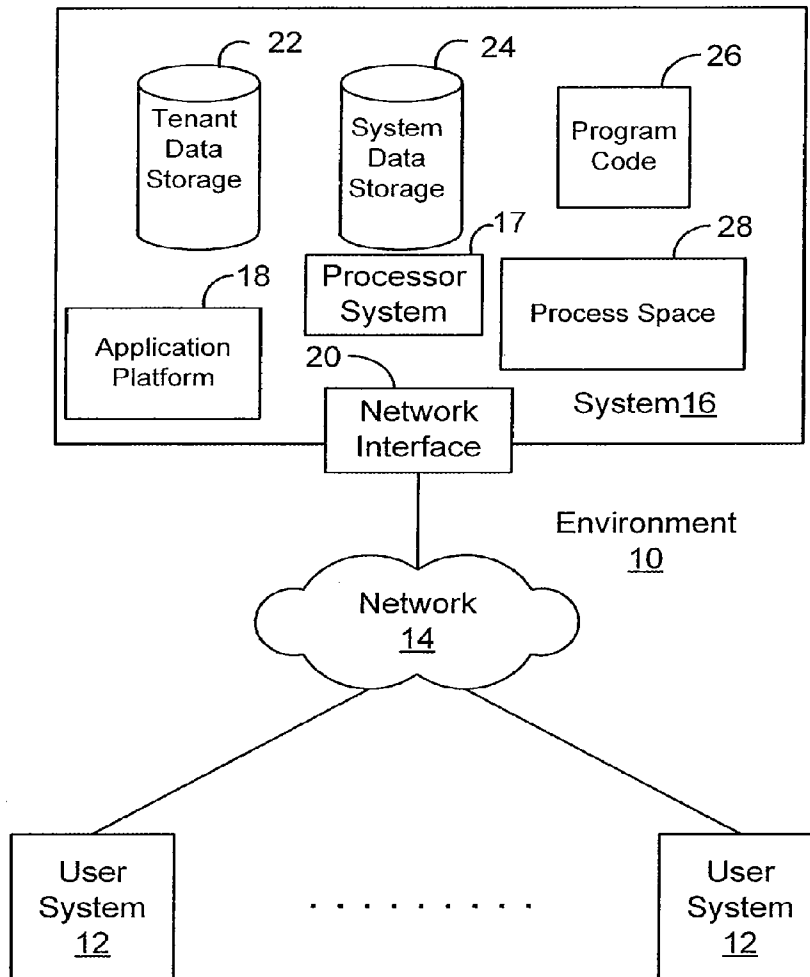 22
24
26
Tenant
Data
Storage
System
Data
Storage
Program
Code
17
28
18
Processor
System
Process Space
Application
Platform
20
System16
Network
Interface
Environment
10
Network
14
User
System
12
. . . . . . . . .
User
System
12